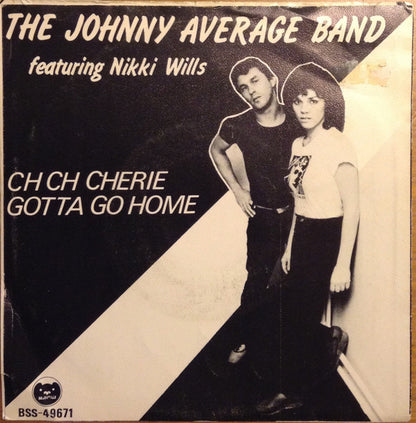 THE JOHNNY AVERAGE BAND
featuring Nikki Wills
CH CH CHERIE
GOTTA GO HOME
BSS-49671